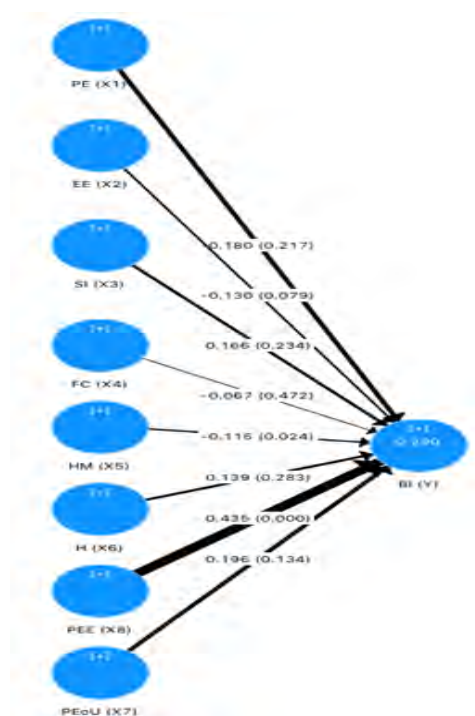 [+]
PE (X1)
[+]
EE (X2)
[+]
SI (X3)
[+]
FC (X4)
[+]
HM (X5)
[+]
H (X6)
[+]
PEE (X8)
[+]
PEoU (X7)
0.180 (0.217)
-0.130 (0.079)
0.166 (0.234)
-0.067 (0.472)
-0.115 (0.024)
0.139 (0.283)
0.435 (0.000)
0.196 (0.134)
[+]
BI (Y)